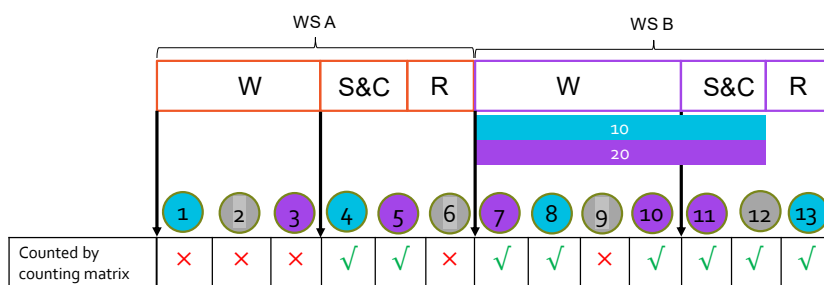 WS A WS B
W S&C R W S&C R
10
20
1 2 3 4 5 6 7 8 9 10 11 12 13
Counted by
counting matrix × × × √ √ × √ √ × √ √ √ √